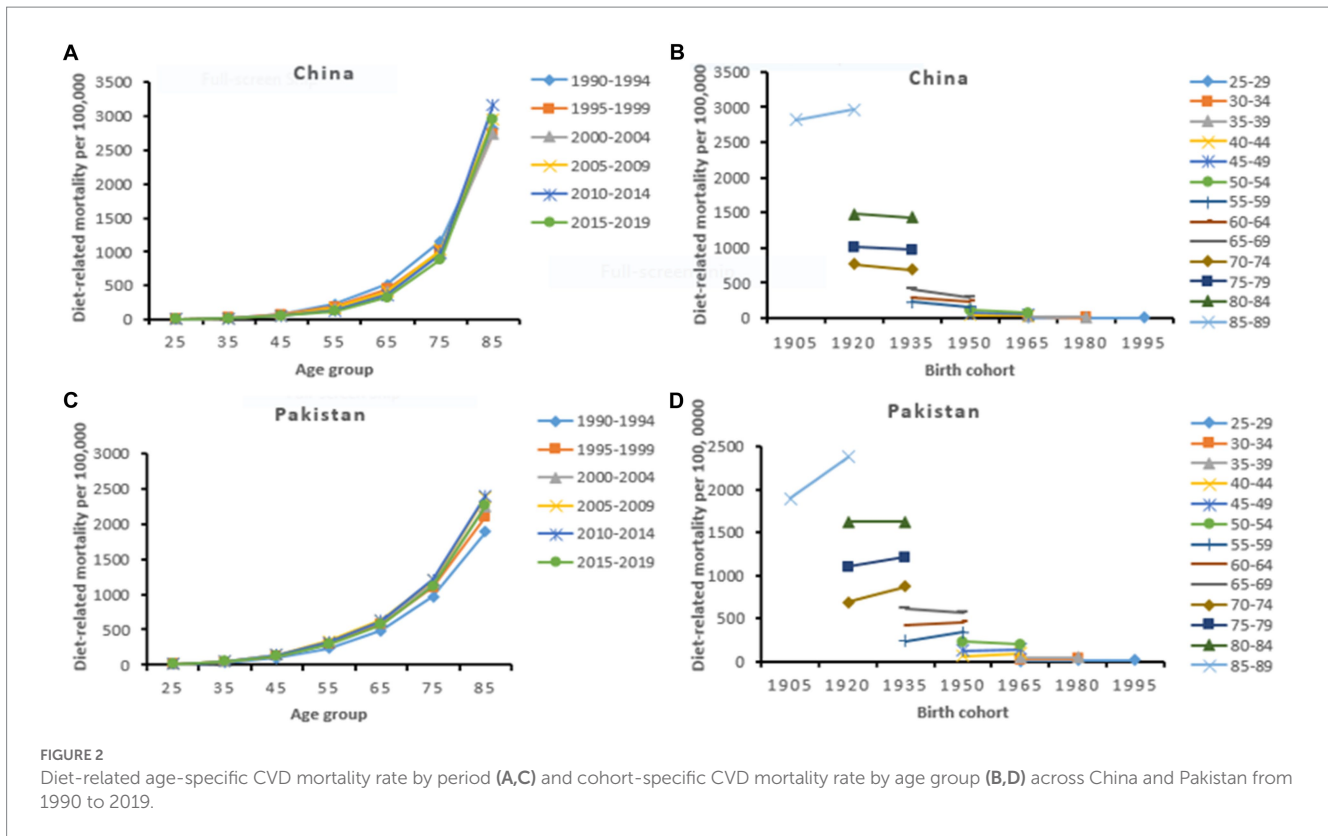 A
China
Full-screen Snip
Diet-related mortality per 100,000
3500
3000
2500
2000
1500
1000
500
0
25 35 45 55 65 75 85
Age group
1990-1994
1995-1999
2000-2004
2005-2009
2010-2014
2015-2019
B
China
Full-screen Snip
Diet-related mortality per 100,000
3500
3000
2500
2000
1500
1000
500
0
1905 1920 1935 1950 1965 1980 1995
Birth cohort
25-29
30-34
35-39
40-44
45-49
50-54
55-59
60-64
65-69
70-74
75-79
80-84
85-89
C
Pakistan
Diet-related mortality per 100,000
3000
2500
2000
1500
1000
500
0
25 35 45 55 65 75 85
Age group
1990-1994
1995-1999
2000-2004
2005-2009
2010-2014
2015-2019
D
Pakistan
Diet-related mortality per 100, 0000
2500
2000
1500
1000
500
0
1905 1920 1935 1950 1965 1980 1995
Birth cohort
25-29
30-34
35-39
40-44
45-49
50-54
55-59
60-64
65-69
70-74
75-79
80-84
85-89
FIGURE 2
Diet-related age-specific CVD mortality rate by period (A,C) and cohort-specific CVD mortality rate by age group (B,D) across China and Pakistan from
1990 to 2019.